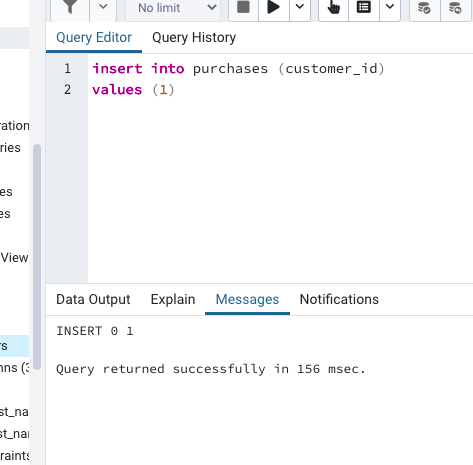 No limit
Query Editor Query History
1 insert into purchases (customer_id)
2 values (1)
ration
ries
es
es
View
rs
nns (3
st_na
st_nar
raints
Data Output Explain Messages Notifications
INSERT 0 1
Query returned successfully in 156 msec.